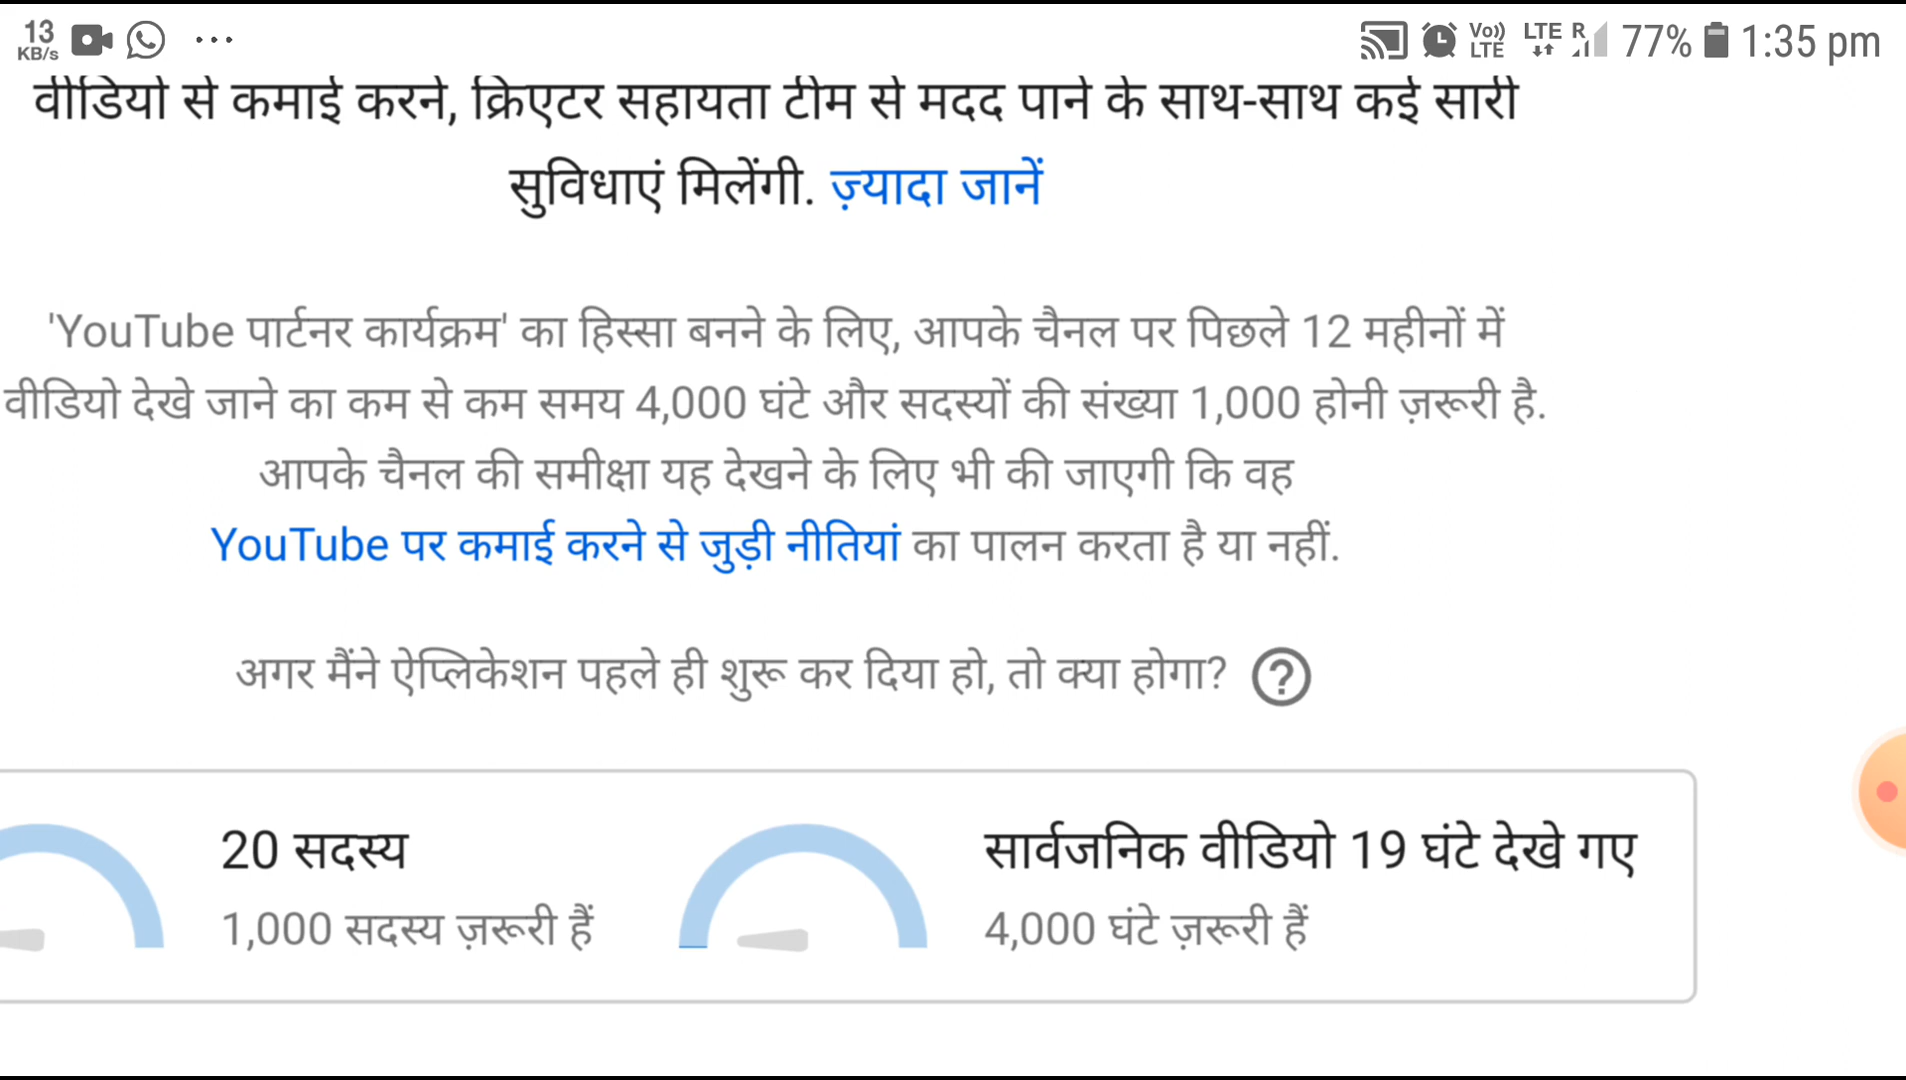 13
KB/s
Vo))
LTE
LTE
R
77%
1:35 pm
वीडियो से कमाई करने, क्रिएटर सहायता टीम से मदद पाने के साथ-साथ कई सारी
सुविधाएं मिलेंगी. ज़्यादा जानें
'YouTube पार्टनर कार्यक्रम' का हिस्सा बनने के लिए, आपके चैनल पर पिछले 12 महीनों में
वीडियो देखे जाने का कम से कम समय 4,000 घंटे और सदस्यों की संख्या 1,000 होनी ज़रूरी है.
आपके चैनल की समीक्षा यह देखने के लिए भी की जाएगी कि वह
YouTube पर कमाई करने से जुड़ी नीतियां का पालन करता है या नहीं.
अगर मैंने ऐप्लिकेशन पहले ही शुरू कर दिया हो, तो क्या होगा? ?
20 सदस्य
1,000 सदस्य ज़रूरी हैं
सार्वजनिक वीडियो 19 घंटे देखे गए
4,000 घंटे ज़रूरी हैं